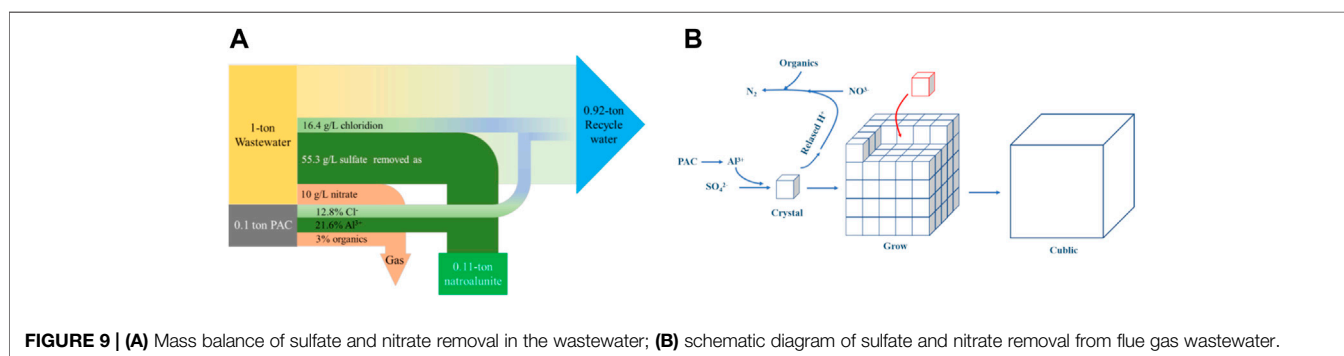 A
1-ton
Wastewater
16.4 g/L chloridion
55.3 g/L sulfate removed as
10 g/L nitrate
0.1 ton PAC
12.8% Cl⁻
21.6% Al³⁺
3% organics
Gas
0.11-ton
natroalunite
0.92-ton
Recycle
water
B
Organics
N₂
NO³⁻
Relaxed H⁺
PAC
Al³⁺
SO₄²⁻
Crystal
Grow
Cublic
FIGURE 9 | (A) Mass balance of sulfate and nitrate removal in the wastewater; (B) schematic diagram of sulfate and nitrate removal from flue gas wastewater.